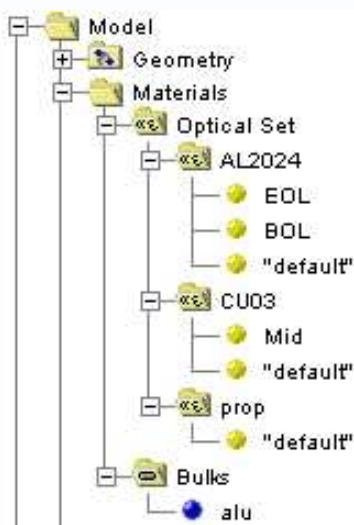 Model
Geometry
Materials
Optical Set
AL2024
EOL
BOL
"default"
CU03
Mid
"default"
prop
"default"
Bulks
alu